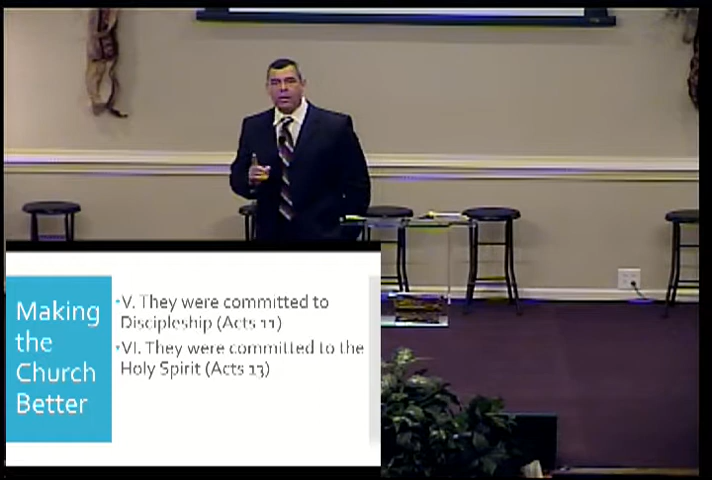 Making
the
Church
Better
•V. They were committed to
Discipleship (Acts 11)
•VI. They were committed to the
Holy Spirit (Acts 13)